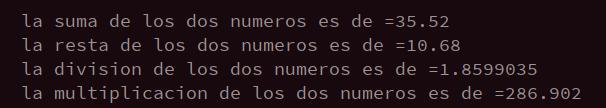 la suma de los dos numeros es de =35.52
la resta de los dos numeros es de =10.68
la division de los dos numeros es de =1.8599035
la multiplicacion de los dos numeros es de =286.902